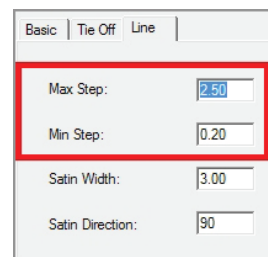 Basic Tie Off Line
Max Step: 2.50
Min Step: 0.20
Satin Width: 3.00
Satin Direction: 90